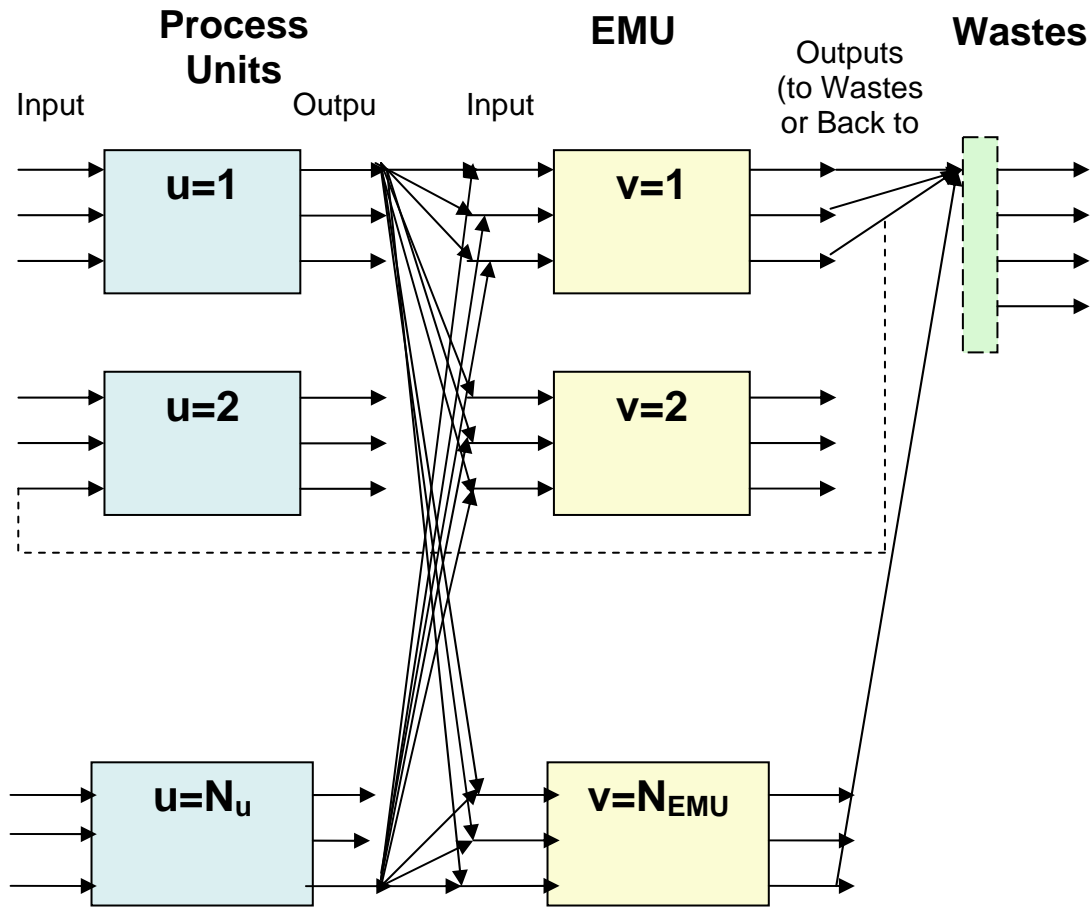 Process
Units
EMU
Wastes
Outputs
(to Wastes
or Back to
Input
Outpu
Input
u=1
v=1
u=2
v=2
u=Nu
v=NEMU